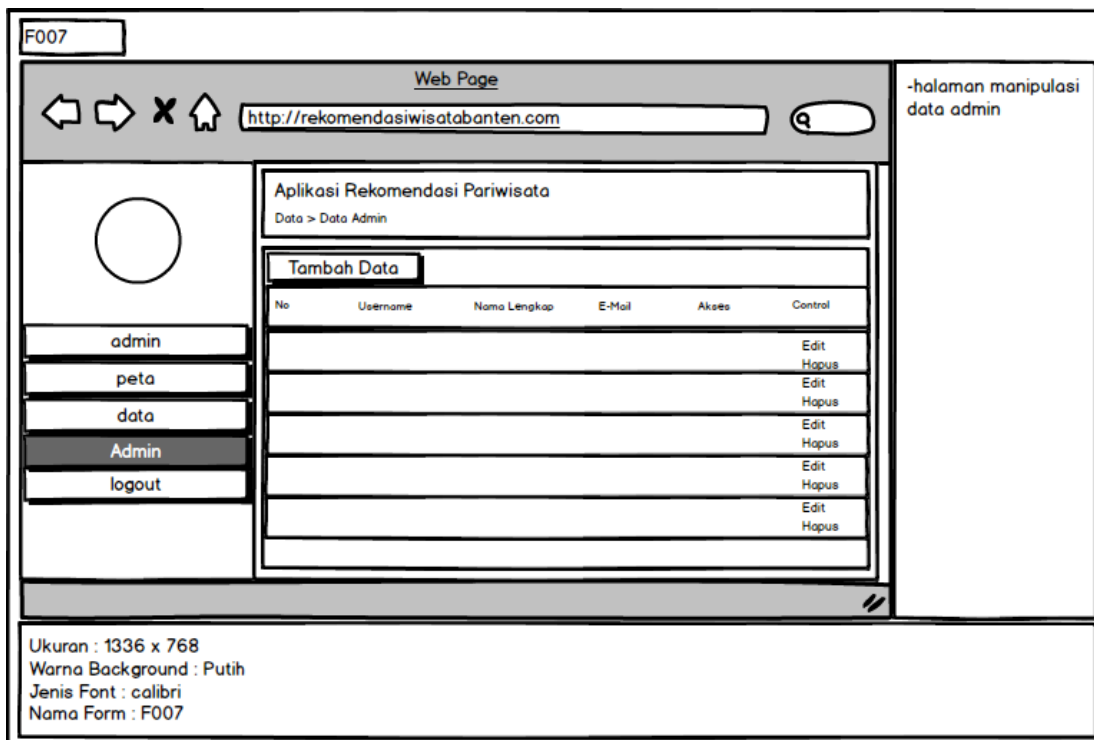 F007
Web Page
http://rekomendasiwisatabanten.com
-halaman manipulasi
data admin
Aplikasi Rekomendasi Pariwisata
Data > Data Admin
Tambah Data
No Username Nama Lengkap E-Mail Akses Control
admin
peta
data
Admin
logout
Edit
Hapus
Edit
Hapus
Edit
Hapus
Edit
Hapus
Edit
Hapus
Ukuran : 1336 x 768
Warna Background : Putih
Jenis Font : calibri
Nama Form : F007